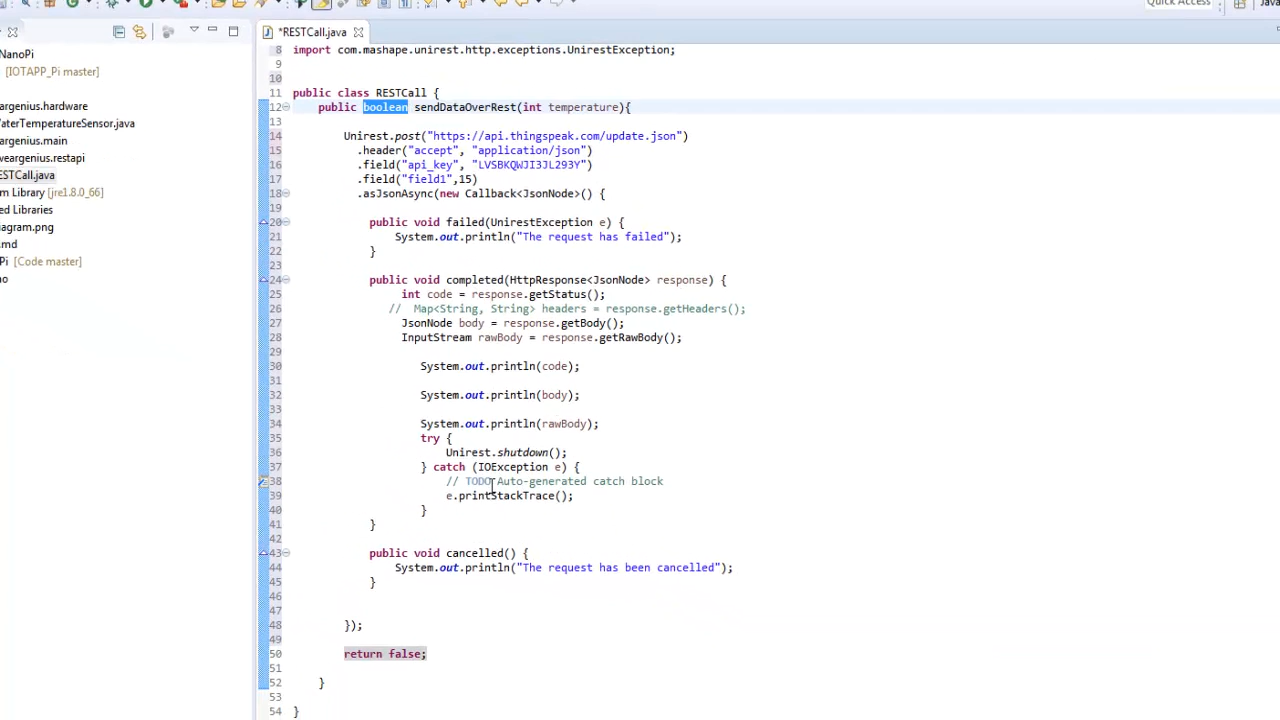 Quick Access
Java
NanoPi
[IOTAPP_Pi master]
argenius.hardware
aterTemperatureSensor.java
argenius.main
weargenius.restapi
ESTCall.java
m Library [jre1.8.0_66]
ed Libraries
agram.png
.md
Pi [Code master]
no
*RESTCall.java
8 import com.mashape.unirest.http.exceptions.UnirestException;
9
10
11 public class RESTCall {
12 public boolean sendDataOverRest(int temperature){
13
14 Unirest.post("https://api.thingspeak.com/update.json")
15 .header("accept", "application/json")
16 .field("api_key", "LVSBKQWJI3JL293Y")
17 .field("field1",15)
18 .asJsonAsync(new Callback<JsonNode>() {
19
20 public void failed(UnirestException e) {
21 System.out.println("The request has failed");
22 }
23
24 public void completed(HttpResponse<JsonNode> response) {
25 int code = response.getStatus();
26 // Map<String, String> headers = response.getHeaders();
27 JsonNode body = response.getBody();
28 InputStream rawBody = response.getRawBody();
29
30 System.out.println(code);
31
32 System.out.println(body);
33
34 System.out.println(rawBody);
35 try {
36 Unirest.shutdown();
37 } catch (IOException e) {
38 // TODO Auto-generated catch block
39 e.printStackTrace();
40 }
41 }
42
43 public void cancelled() {
44 System.out.println("The request has been cancelled");
45 }
46
47
48 });
49
50 return false;
51
52 }
53
54 }